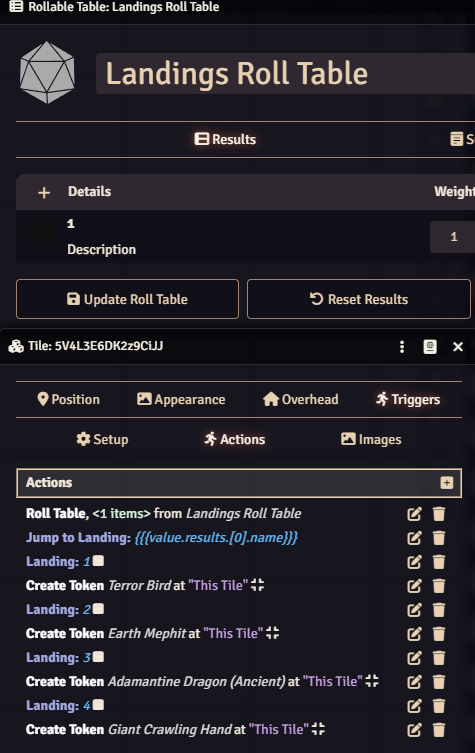 Rollable Table: Landings Roll Table
Landings Roll Table
Results
S
Details Weight
1
Description
1
Update Roll Table Reset Results
Tile: 5V4L3E6DK2z9CiJJ
Position Appearance Overhead Triggers
Setup Actions Images
Actions
Roll Table, <1 items> from Landings Roll Table
Jump to Landing: {{{value.results.[0].name}}}
Landing: 1
Create Token Terror Bird at "This Tile"
Landing: 2
Create Token Earth Mephit at "This Tile"
Landing: 3
Create Token Adamantine Dragon (Ancient) at "This Tile"
Landing: 4
Create Token Giant Crawling Hand at "This Tile"